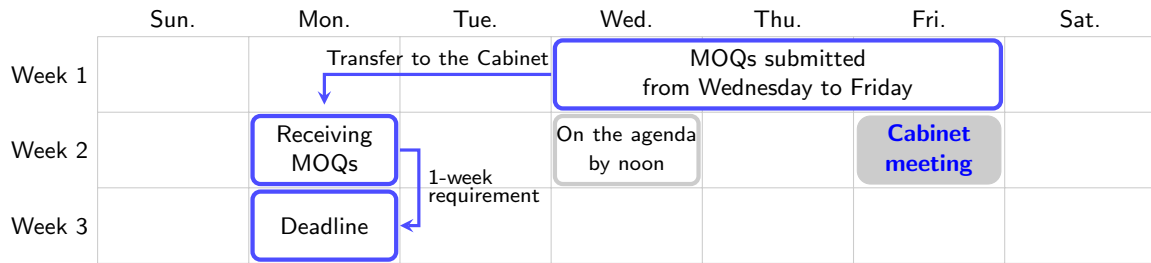 Sun. Mon. Tue. Wed. Thu. Fri. Sat.
Week 1
Transfer to the Cabinet
MOQs submitted
from Wednesday to Friday
Week 2
Receiving
MOQs
1-week
requirement
On the agenda
by noon
Cabinet
meeting
Week 3
Deadline